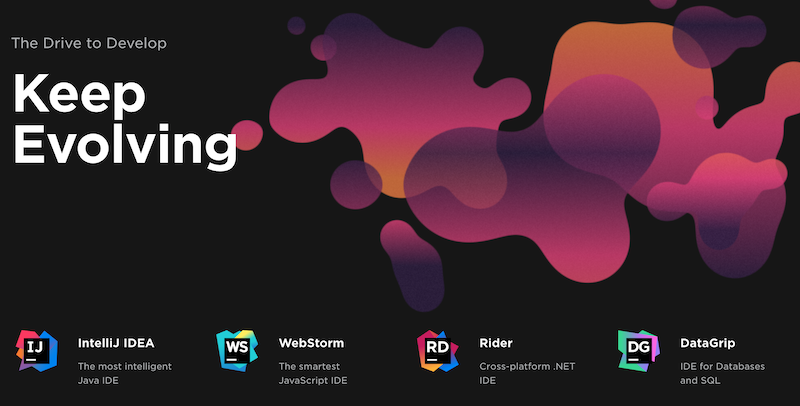 The Drive to Develop
Keep
Evolving
IJ
IntelliJ IDEA
The most intelligent
Java IDE
WS
WebStorm
The smartest
JavaScript IDE
RD
Rider
Cross-platform .NET
IDE
DG
DataGrip
IDE for Databases
and SQL